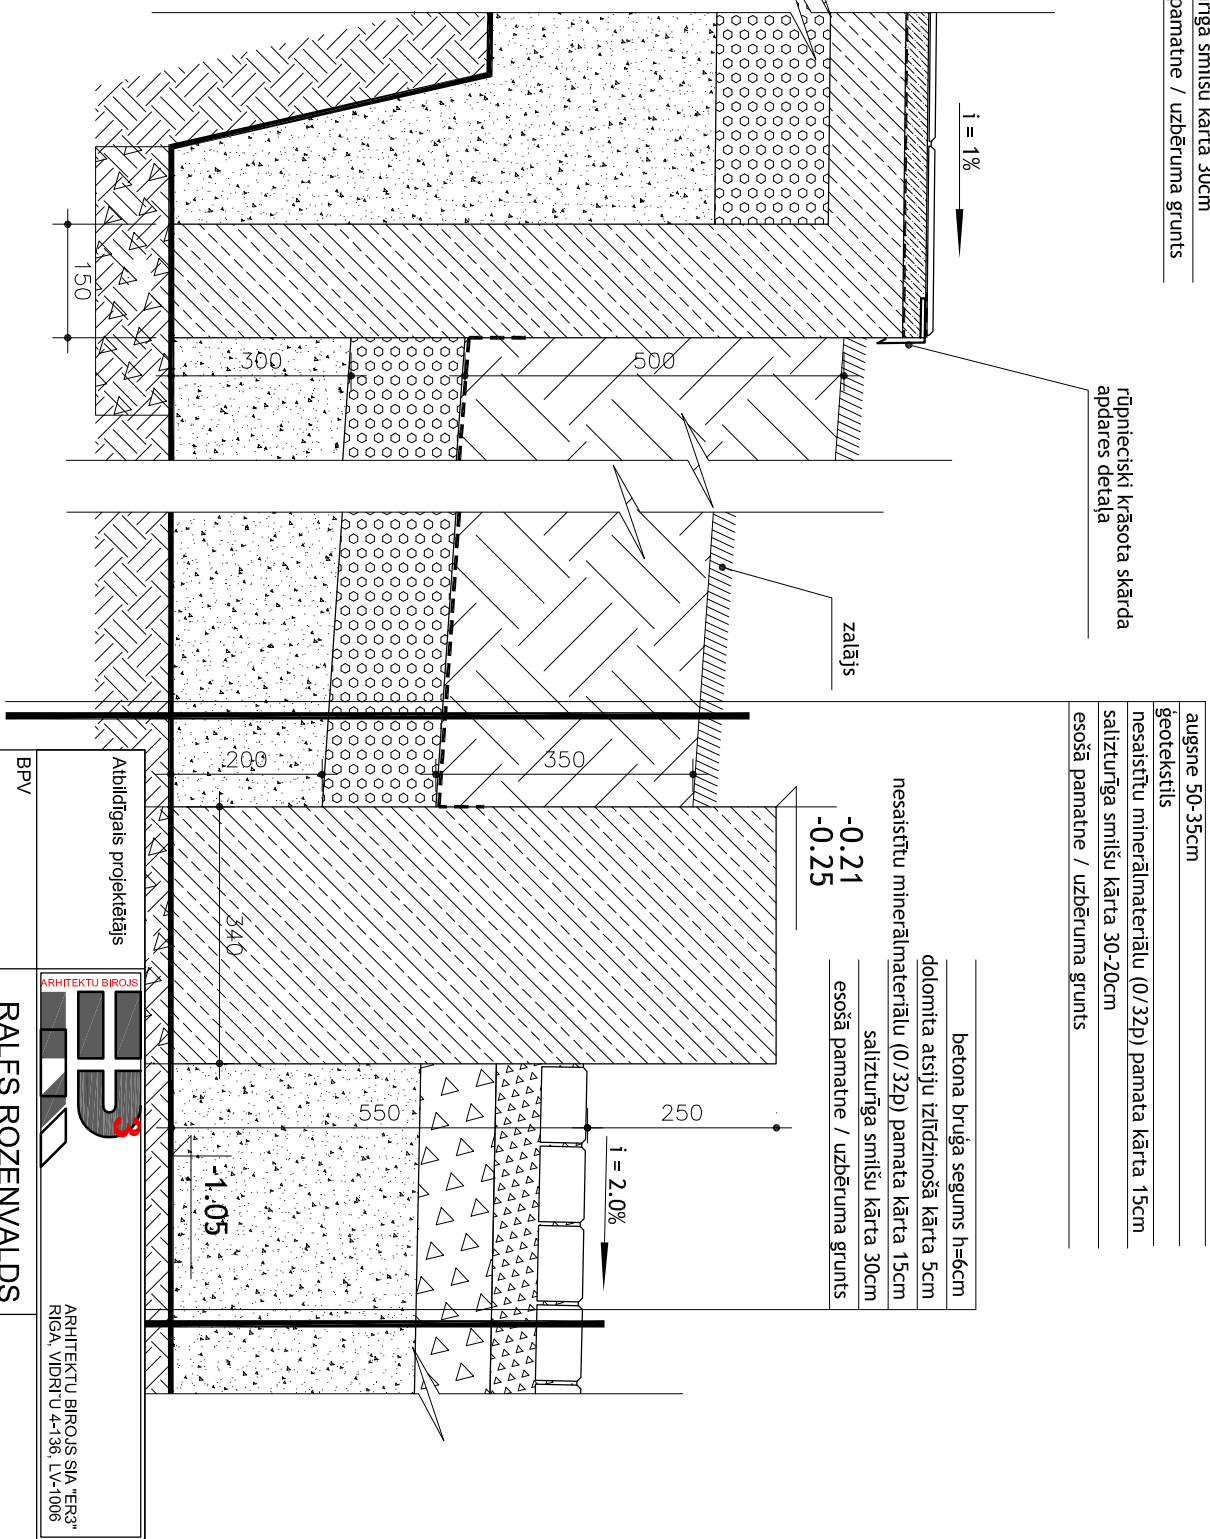 smilšu kārta 30cm
pamatne / uzbēruma grunts
i = 1%
rūpnieciski krāsota skārda
apdares detaļa
zalājs
augsne 50-35cm
ģeotekstils
nesaistītu minerālmateriālu (0/32p) pamata kārta 15cm
salizturīga smilšu kārta 30-20cm
esošā pamatne / uzbēruma grunts
-0.21
-0.25
betona bruģa segums h=6cm
dolomita atsiju izlīdzinošā kārta 5cm
nesaistītu minerālmateriālu (0/32p) pamata kārta 15cm
salizturīga smilšu kārta 30cm
esošā pamatne / uzbēruma grunts
i = 2.0%
150
300
500
200
350
340
550
250
-1.05
Atbildīgais projektētājs
BPV
ARHITEKTU BIROJS
3
RALFS ROZENVALDS
ARHITEKTU BIROJS SIA "ER3"
4-136, LV-1006